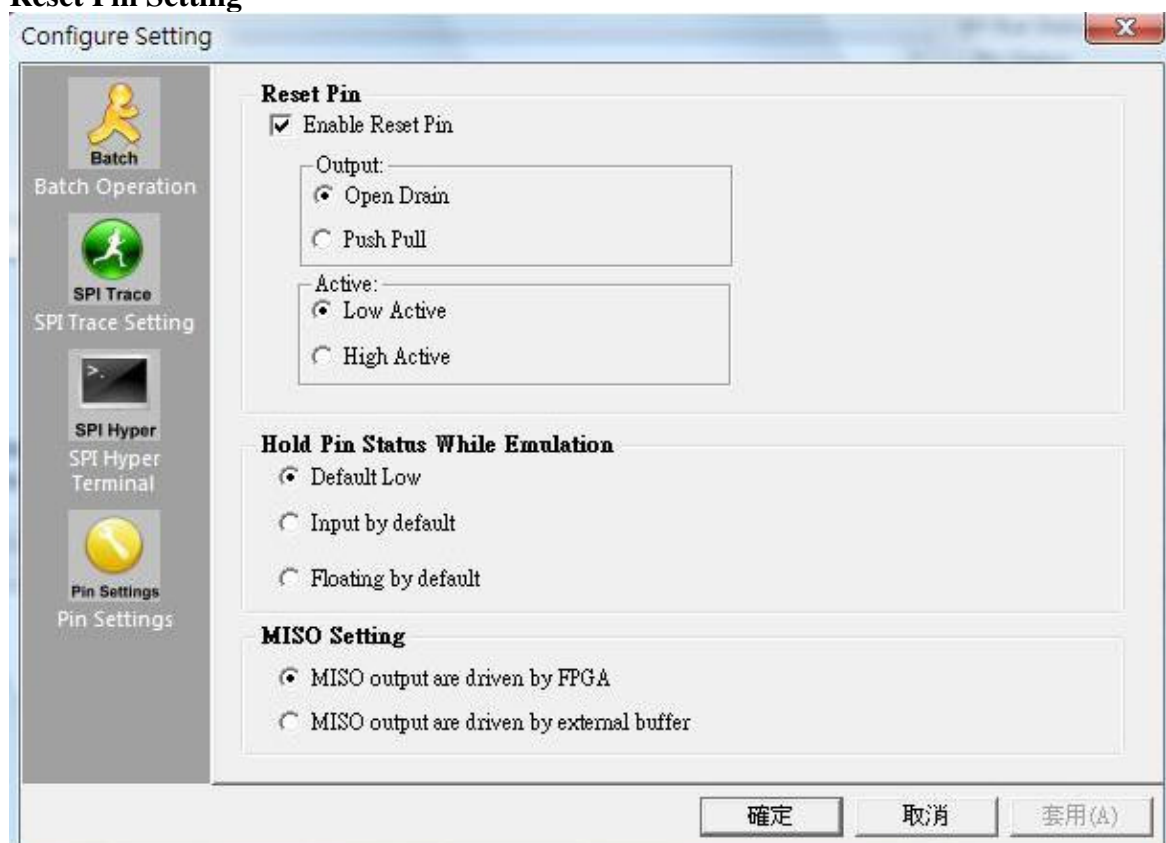 Reset Pin Setting
Configure Setting
Batch
Batch Operation
SPI Trace
SPI Trace Setting
>.
SPI Hyper
SPI Hyper
Terminal
Pin Settings
Pin Settings
Reset Pin
Enable Reset Pin
Output:
Open Drain
Push Pull
Active:
Low Active
High Active
Hold Pin Status While Emulation
Default Low
Input by default
Floating by default
MISO Setting
MISO output are driven by FPGA
MISO output are driven by external buffer
確定
取消
套用(A)